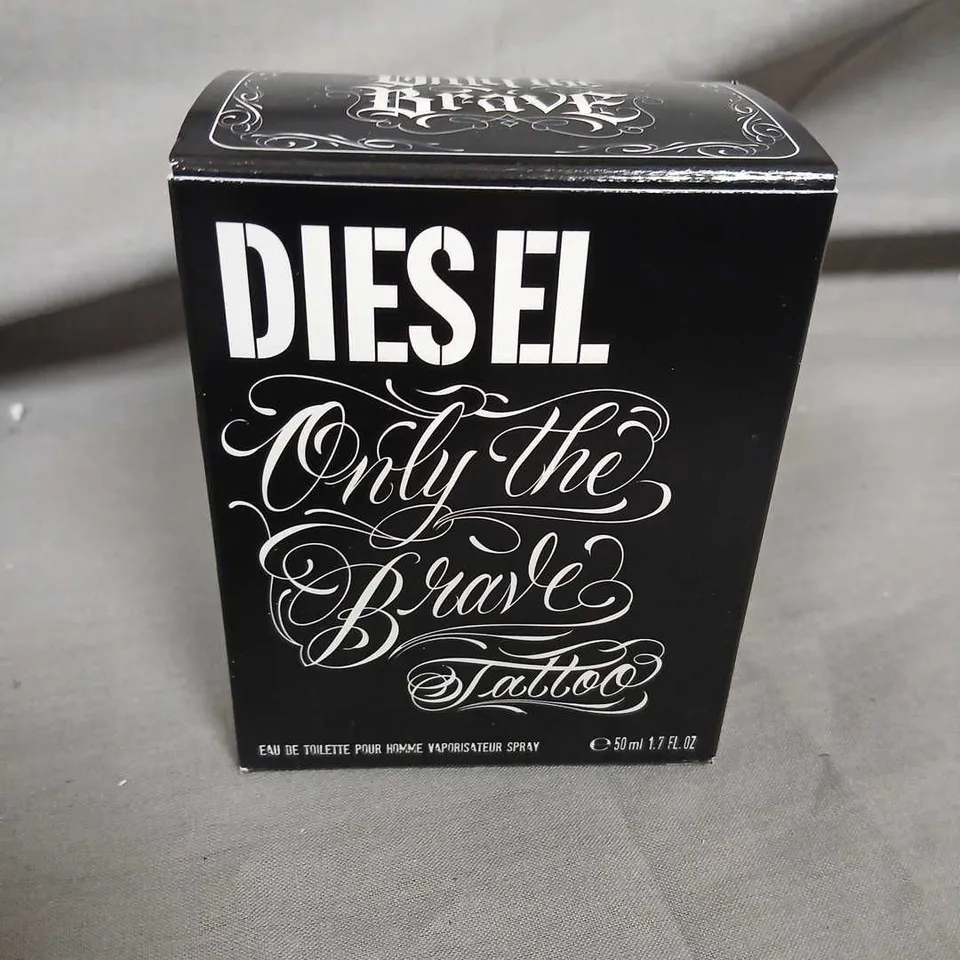 Brave
DIESEL
Only the
Brave
Tattoo
EAU DE TOILETTE POUR HOMME VAPORISATEUR SPRAY
℮ 50 ml 1.7 FL.OZ